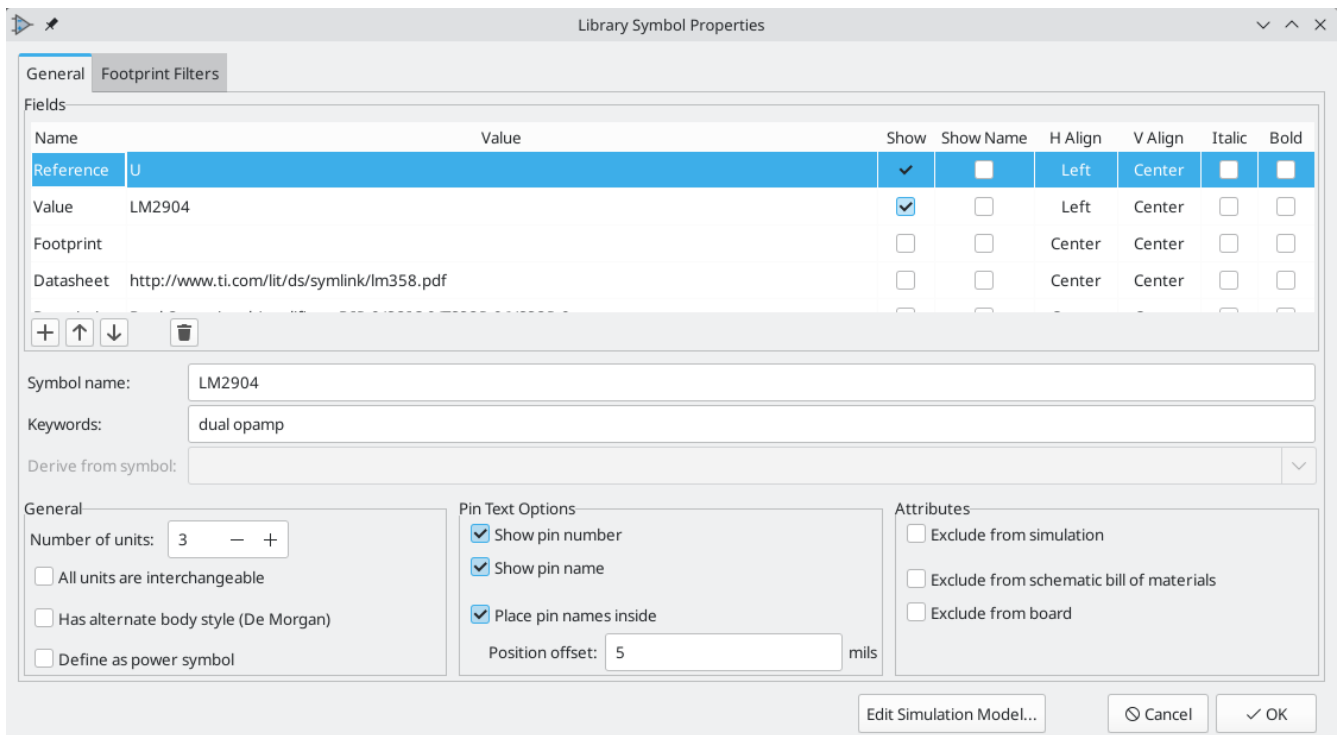 Library Symbol Properties
General Footprint Filters
Fields
Name Value Show Show Name H Align V Align Italic Bold
Reference U Left Center
Value LM2904 Left Center
Footprint Center Center
Datasheet http://www.ti.com/lit/ds/symlink/lm358.pdf Center Center
Symbol name: LM2904
Keywords: dual opamp
Derive from symbol:
General Pin Text Options Attributes
Number of units: 3 Show pin number Exclude from simulation
All units are interchangeable Show pin name Exclude from schematic bill of materials
Has alternate body style (De Morgan) Place pin names inside Exclude from board
Define as power symbol Position offset: 5 mils
Edit Simulation Model... Cancel OK